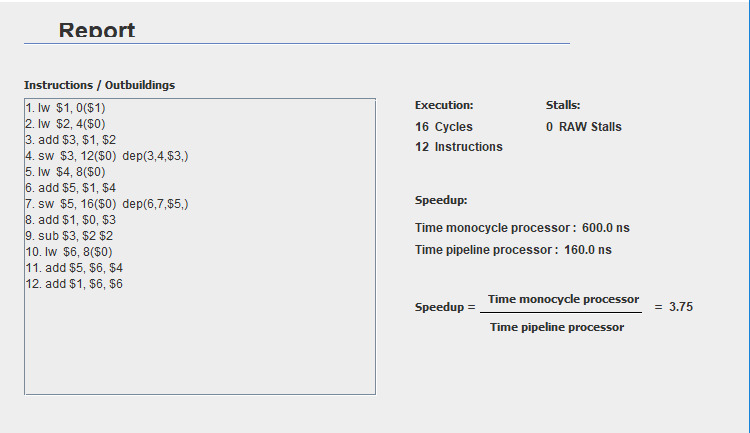 Report
Instructions / Outbuildings
1. lw $1, 0($1)
2. lw $2, 4($0)
3. add $3, $1, $2
4. sw $3, 12($0) dep(3,4,$3,)
5. lw $4, 8($0)
6. add $5, $1, $4
7. sw $5, 16($0) dep(6,7,$5,)
8. add $1, $0, $3
9. sub $3, $2 $2
10. lw $6, 8($0)
11. add $5, $6, $4
12. add $1, $6, $6
Execution:
16 Cycles
12 Instructions
Stalls:
0 RAW Stalls
Speedup:
Time monocycle processor : 600.0 ns
Time pipeline processor : 160.0 ns
Time monocycle processor
Speedup = = 3.75
Time pipeline processor